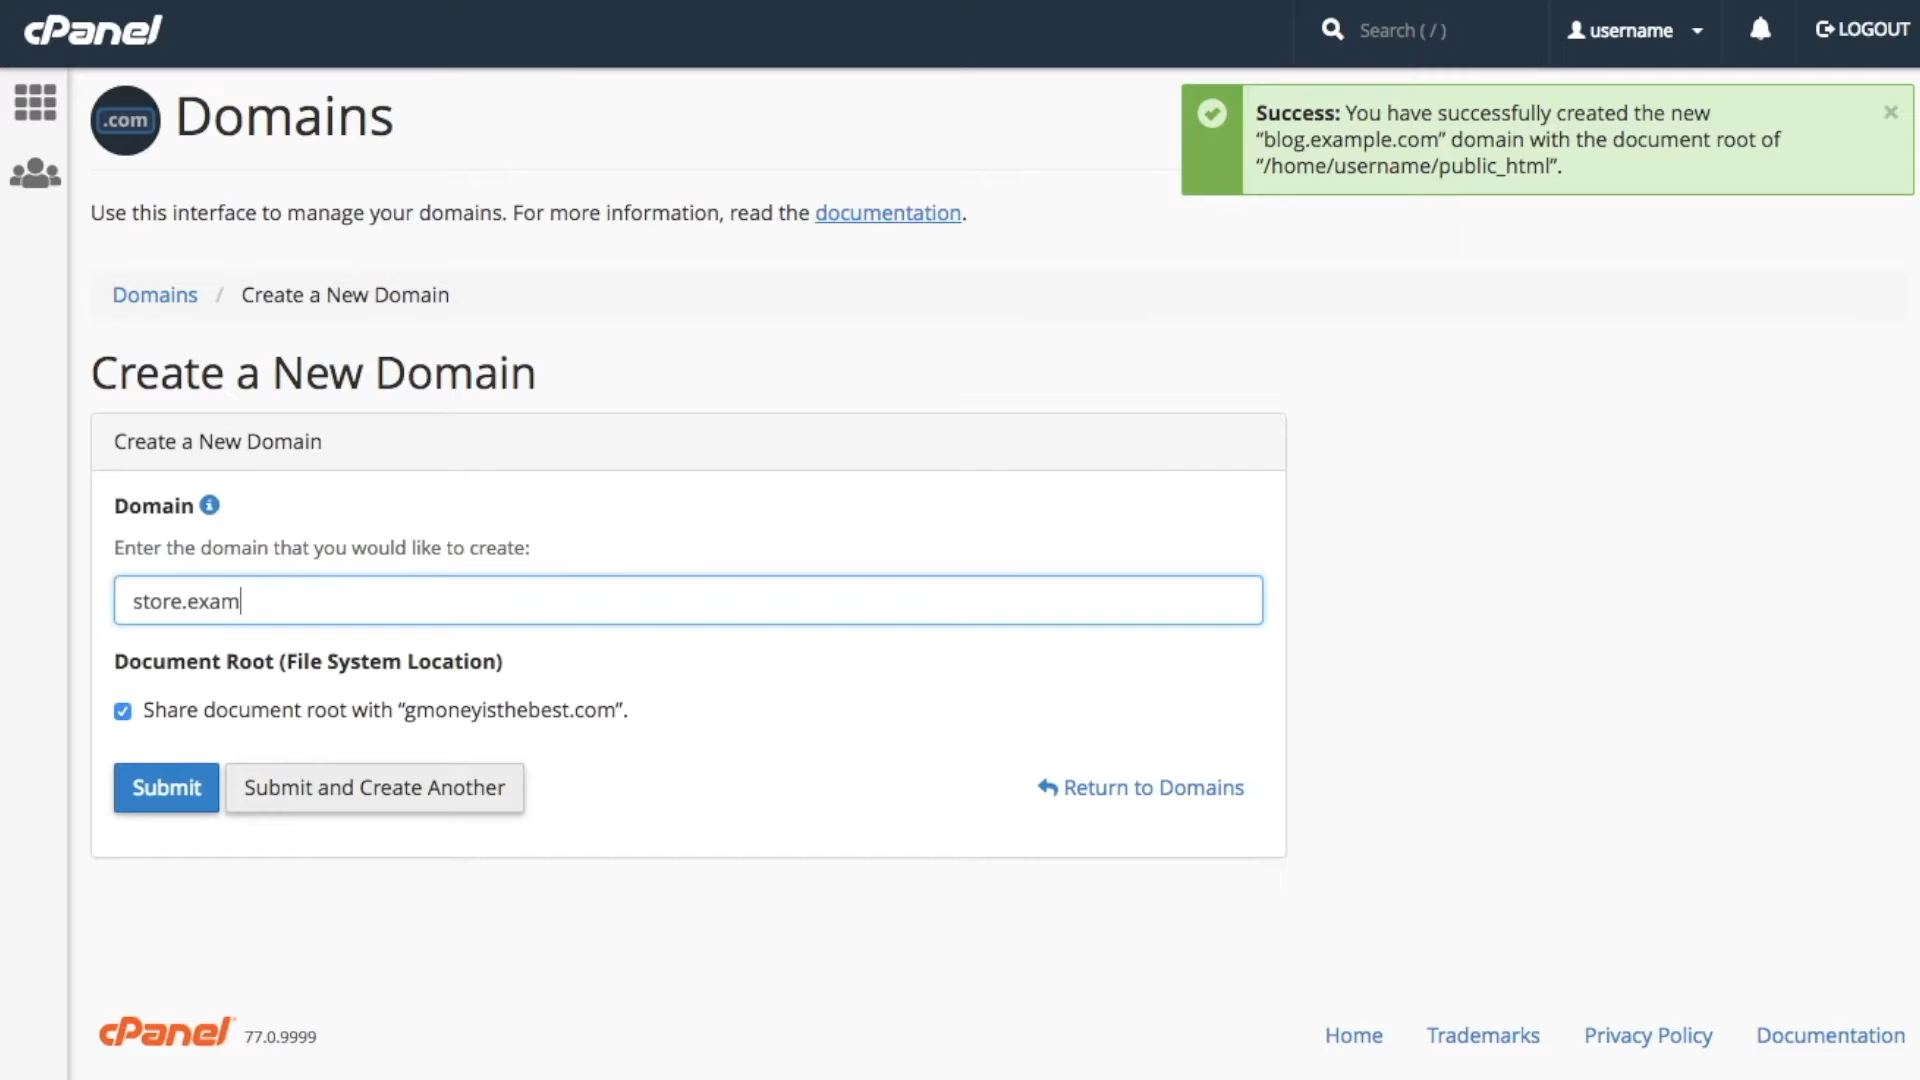 cPanel
Search ( / )
username
LOGOUT
.com
Domains
Success: You have successfully created the new
“blog.example.com” domain with the document root of
“/home/username/public_html”.
×
Use this interface to manage your domains. For more information, read the documentation.
Domains / Create a New Domain
Create a New Domain
Create a New Domain
Domain
Enter the domain that you would like to create:
store.exam
Document Root (File System Location)
Share document root with “gmoneyisthebest.com”.
Submit
Submit and Create Another
Return to Domains
cPanel 77.0.9999
Home
Trademarks
Privacy Policy
Documentation